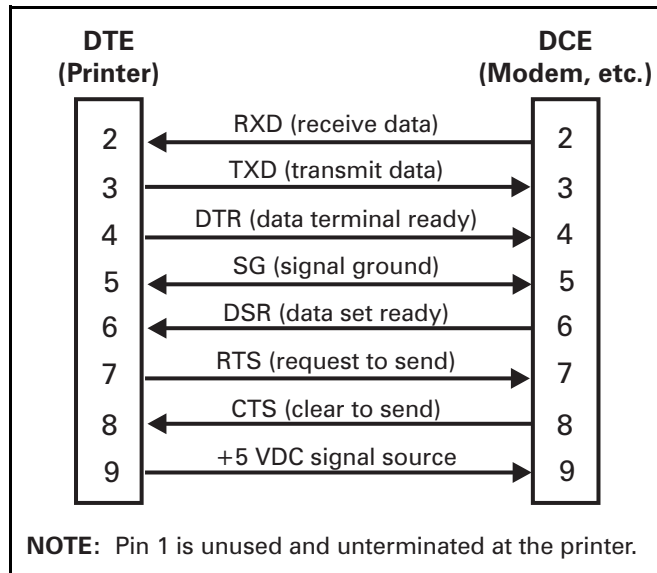 DTE
(Printer)
DCE
(Modem, etc.)
2 RXD (receive data) 2
3 TXD (transmit data) 3
4 DTR (data terminal ready) 4
5 SG (signal ground) 5
6 DSR (data set ready) 6
7 RTS (request to send) 7
8 CTS (clear to send) 8
9 +5 VDC signal source 9
NOTE: Pin 1 is unused and unterminated at the printer.